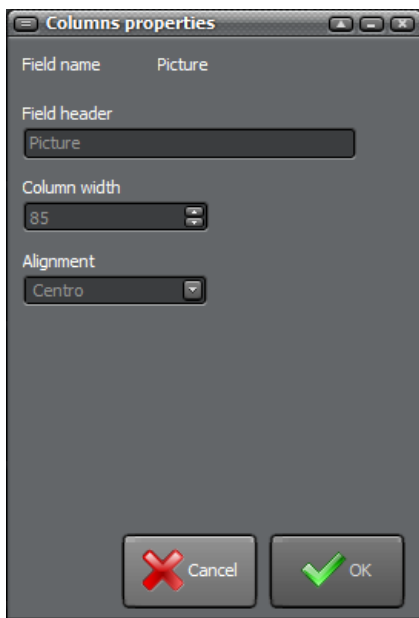 Columns properties
Field name Picture
Field header
Picture
Column width
85
Alignment
Centro
Cancel OK